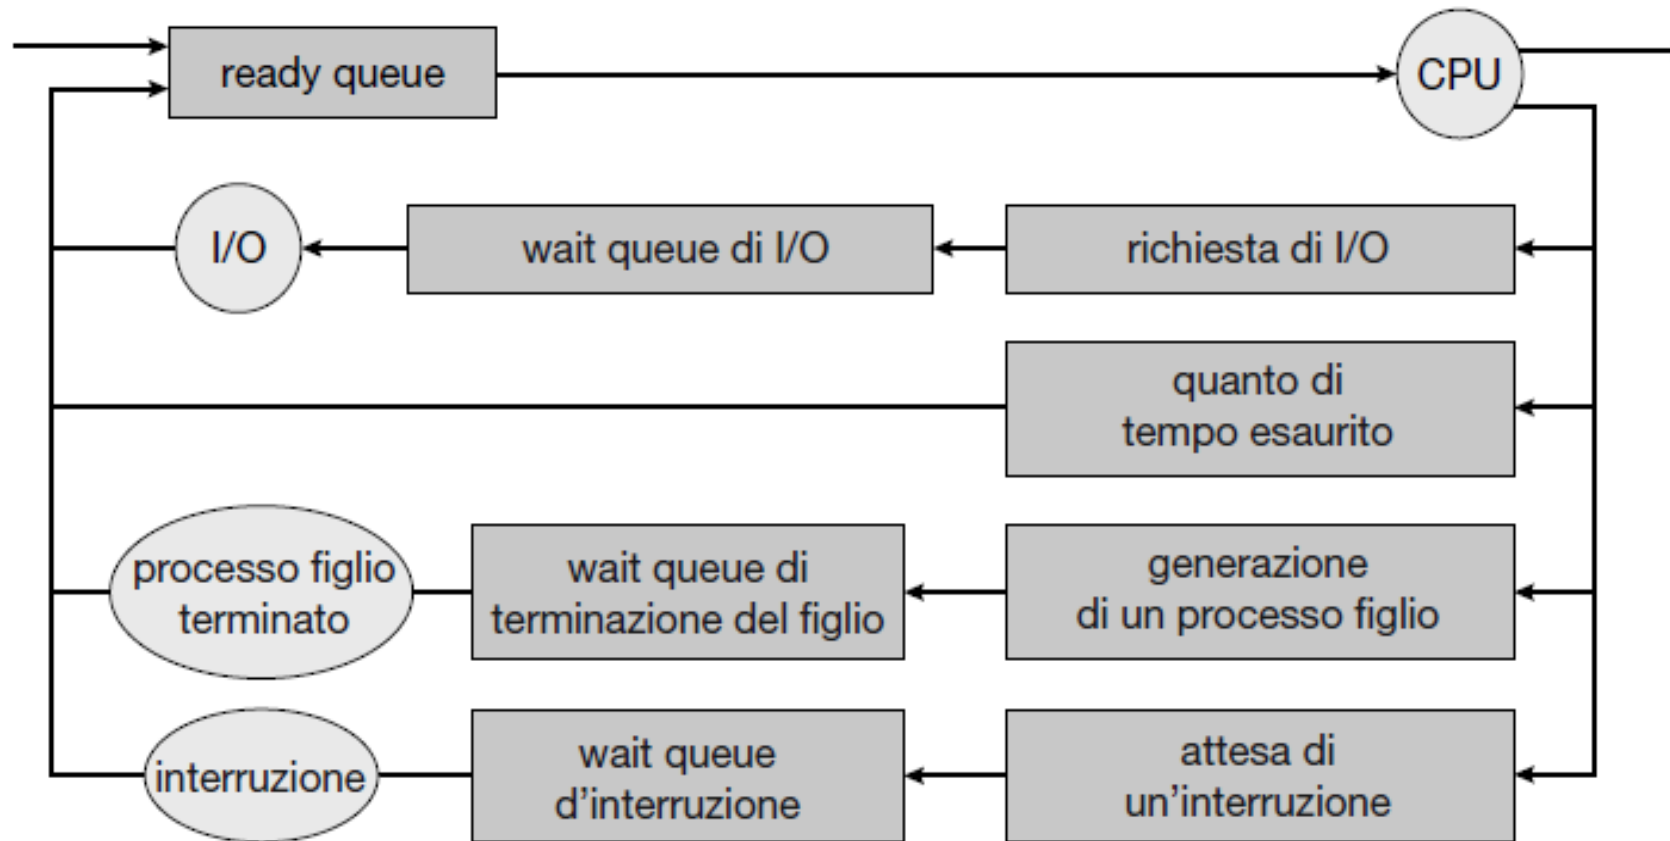 ready queue
CPU
I/O
wait queue di I/O
richiesta di I/O
quanto di
tempo esaurito
processo figlio
terminato
wait queue di
terminazione del figlio
generazione
di un processo figlio
interruzione
wait queue
d’interruzione
attesa di
un’interruzione